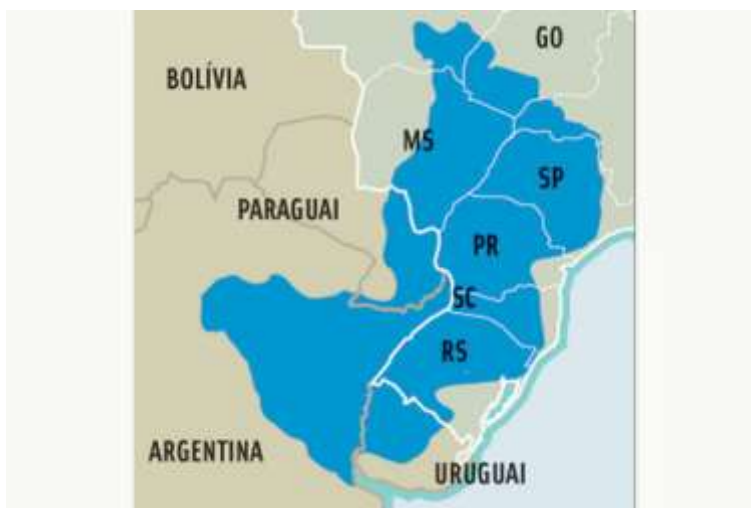 GO
BOLÍVIA
MS
SP
PARAGUAI
PR
SC
RS
ARGENTINA
URUGUAI